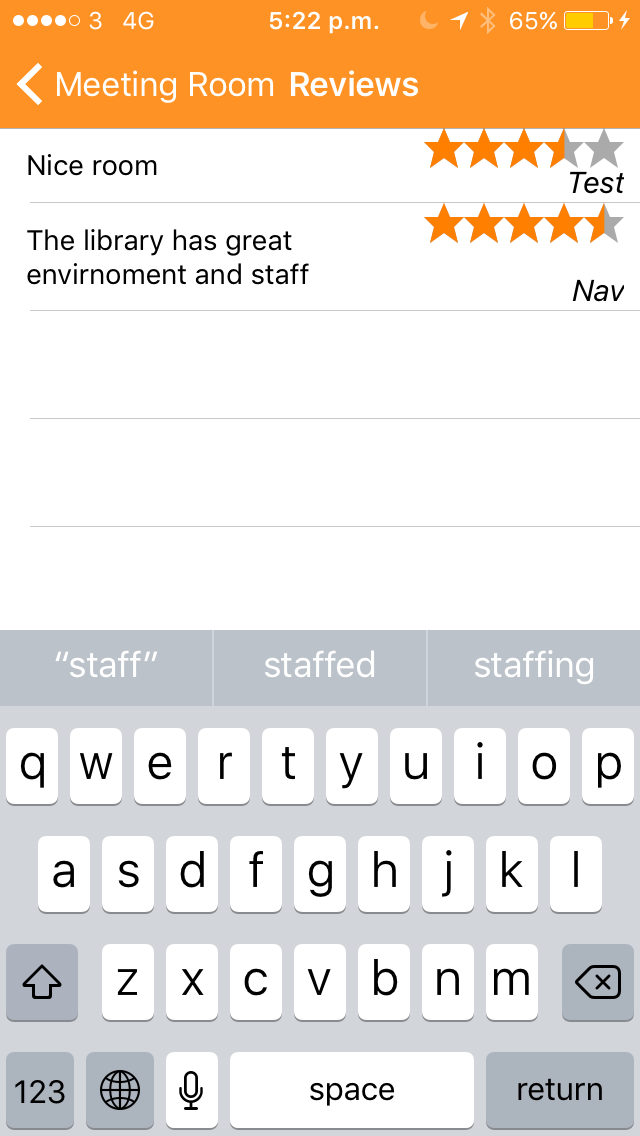 3 4G 5:22 p.m. 65%
Meeting Room Reviews
Nice room
Test
The library has great
envirnoment and staff
Nav
“staff” staffed staffing
q w e r t y u i o p
a s d f g h j k l
z x c v b n m
123 space return